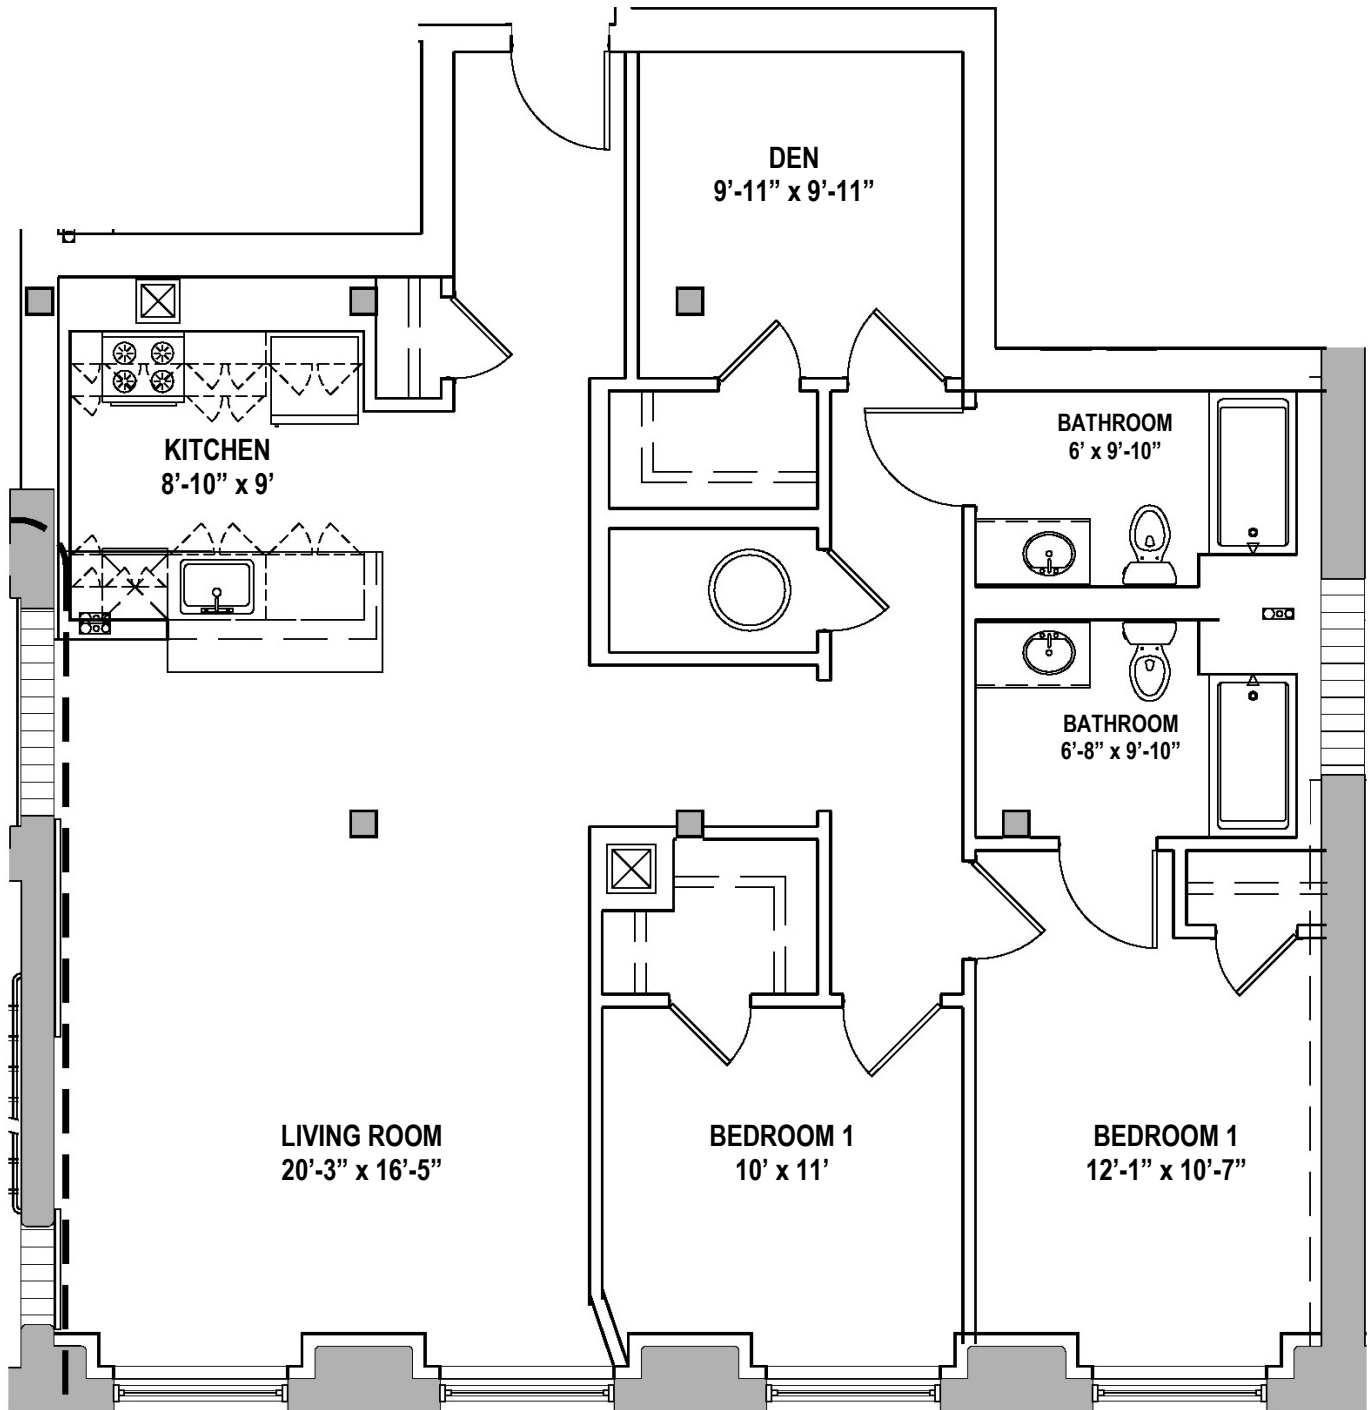 DEN
9’-11” x 9’-11”
KITCHEN
8’-10” x 9’
BATHROOM
6’ x 9’-10”
BATHROOM
6’-8” x 9’-10”
LIVING ROOM
20’-3” x 16’-5”
BEDROOM 1
10’ x 11’
BEDROOM 1
12’-1” x 10’-7”